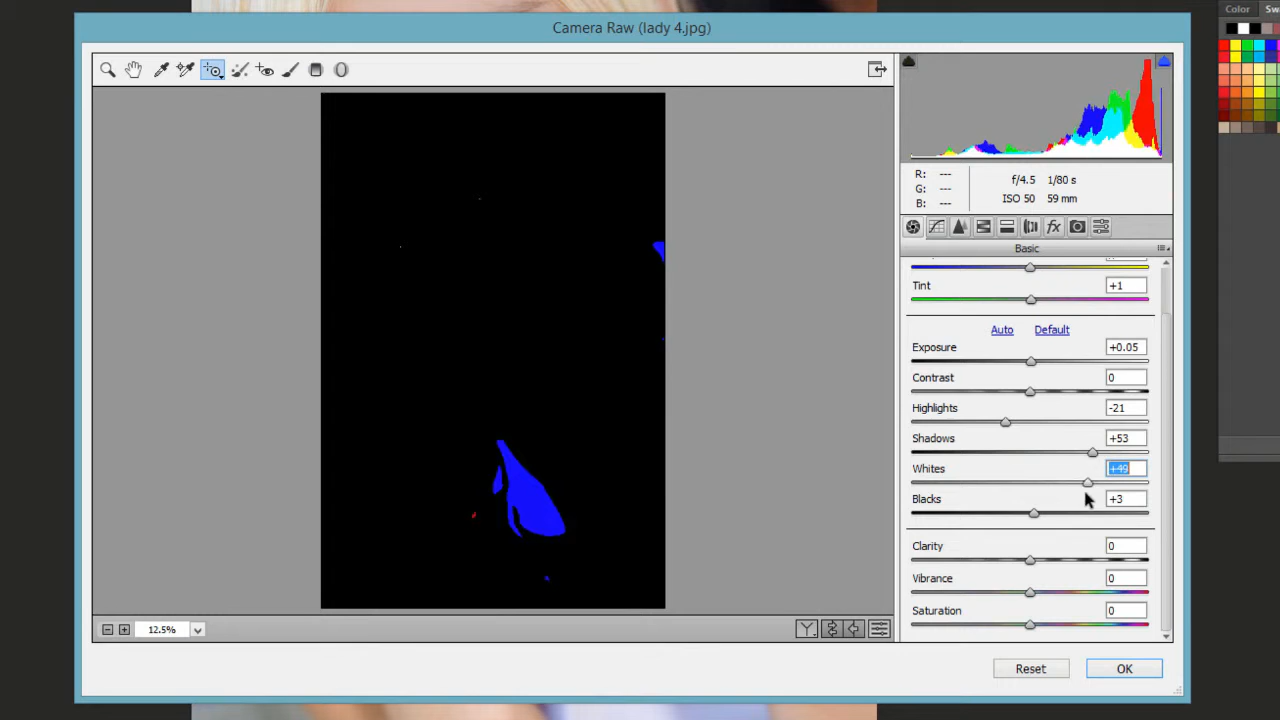 Camera Raw (lady 4.jpg)
Color
R: ---
G: ---
B: ---
f/4.5 1/80 s
ISO 50 59 mm
fx
Basic
Tint +1
Auto Default
Exposure +0.05
Contrast 0
Highlights -21
Shadows +53
Whites +49
Blacks +3
Clarity 0
Vibrance 0
Saturation 0
12.5%
Y
Reset OK